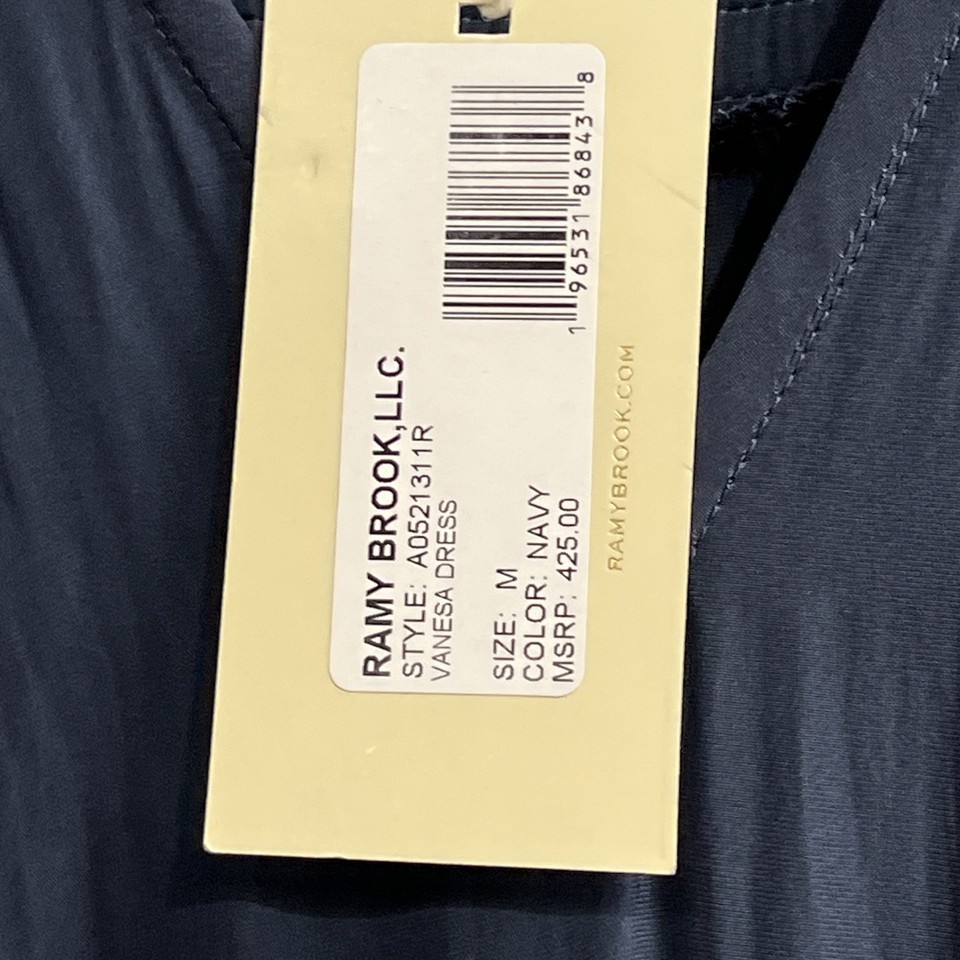 RAMY BROOK,LLC.
STYLE: A0521311R
VANESA DRESS
SIZE: M
COLOR: NAVY
MSRP: 425.00
1 96531 86843 8
RAMYBROOK.COM